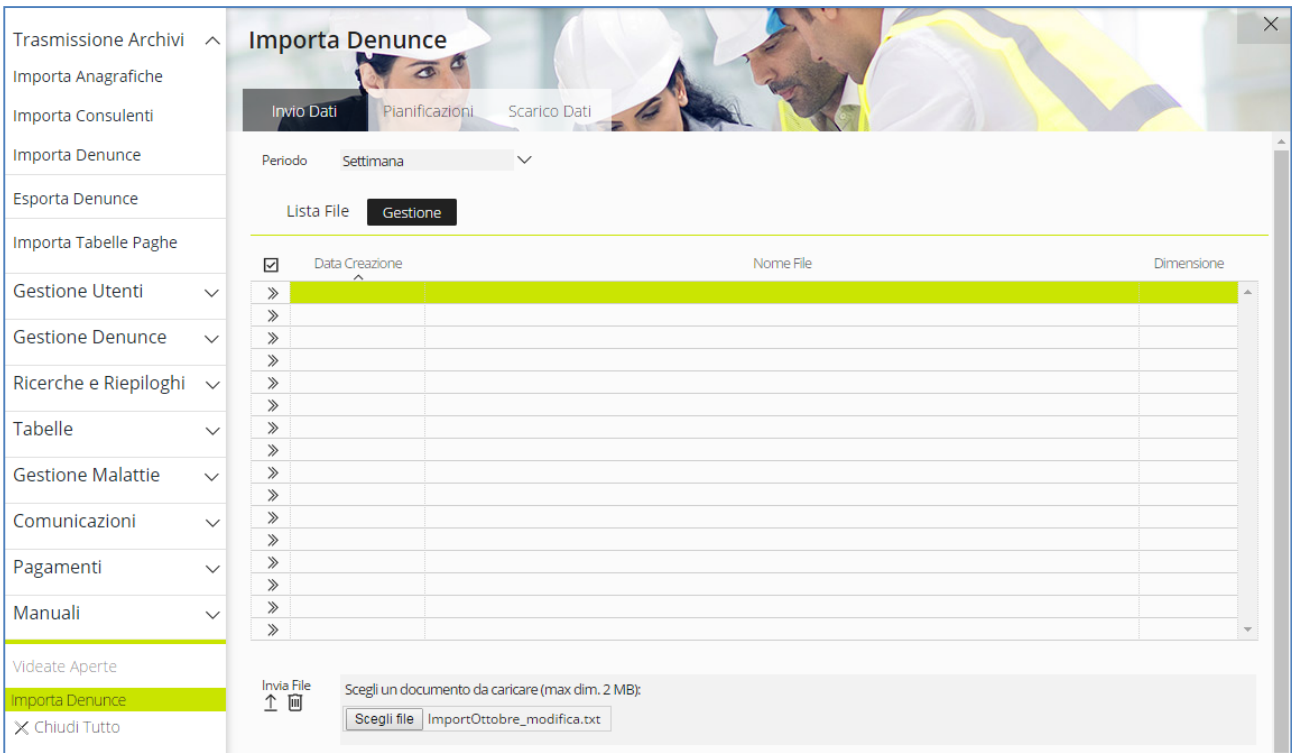 Trasmissione Archivi
Importa Anagrafiche
Importa Consulenti
Importa Denunce
Esporta Denunce
Importa Tabelle Paghe
Gestione Utenti
Gestione Denunce
Ricerche e Riepiloghi
Tabelle
Gestione Malattie
Comunicazioni
Pagamenti
Manuali
Videate Aperte
Importa Denunce
Chiudi Tutto
Importa Denunce
Invio Dati Pianificazioni Scarico Dati
Periodo Settimana
Lista File Gestione
Data Creazione Nome File Dimensione
Invia File
Scegli un documento da caricare (max dim. 2 MB):
Scegli file ImportOttobre_modifica.txt